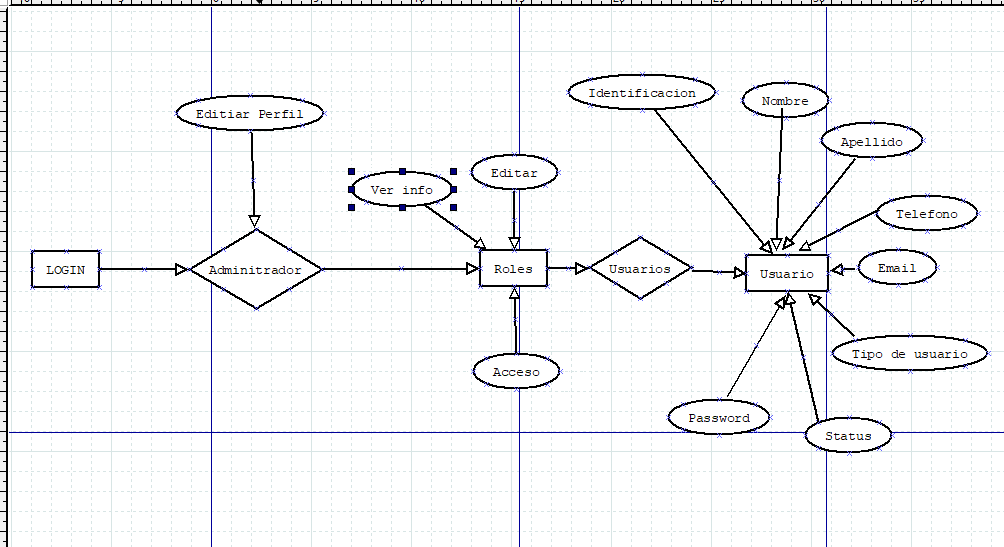 Identificacion
Nombre
Editiar Perfil
Apellido
Ver info
Editar
Telefono
LOGIN
Adminitrador
Roles
Usuarios
Usuario
Email
Tipo de usuario
Acceso
Password
Status